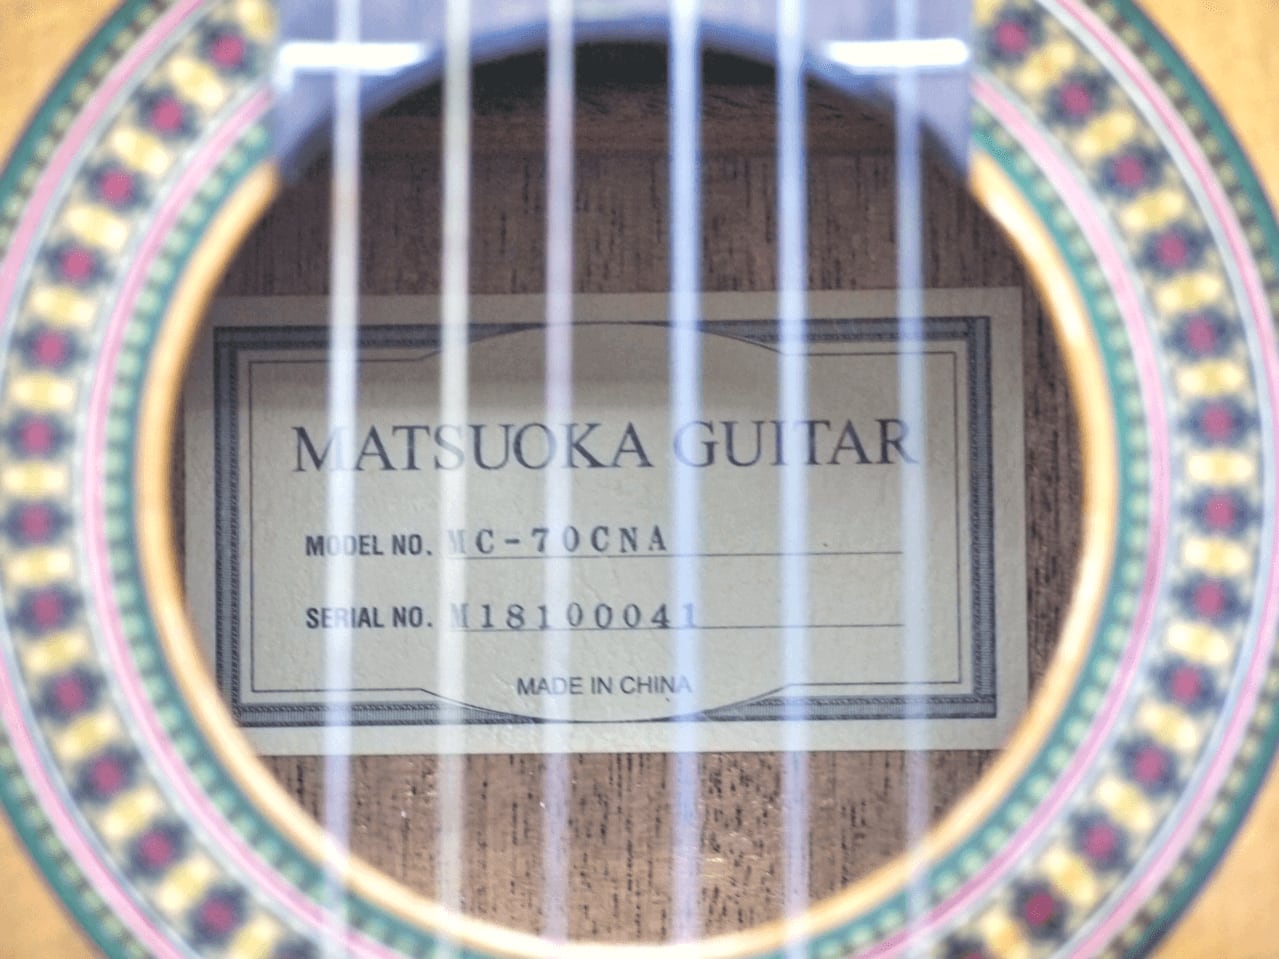 MATSUOKA GUITAR
MODEL NO. MC-70CNA
SERIAL NO. M18100041
MADE IN CHINA